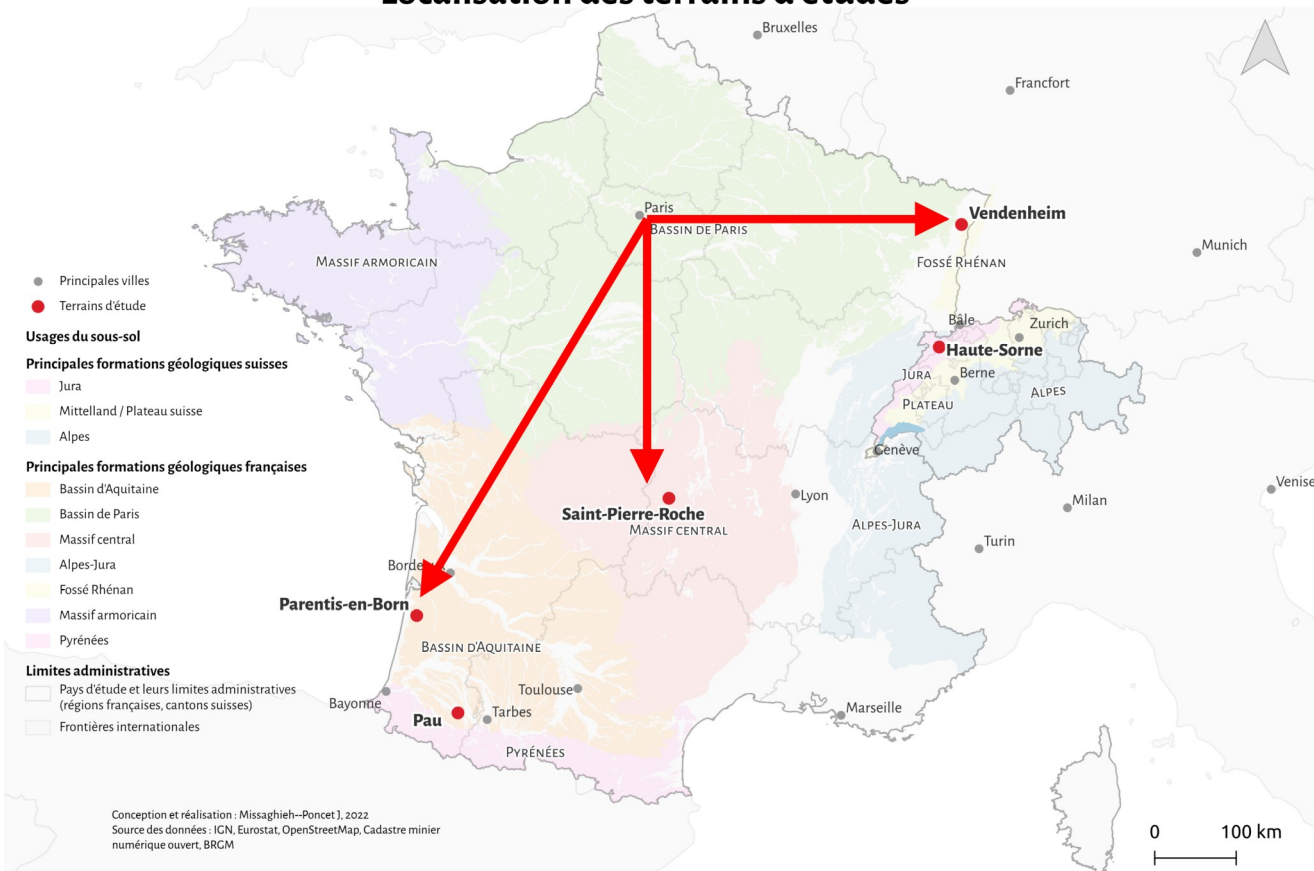 Localisation des terrains d'études
Bruxelles
Francfort
Paris
BASSIN DE PARIS
Vendenheim
Munich
MASSIF ARMORICAIN
FOSSÉ RHÉNAN
Principales villes
Terrains d'étude
Usages du sous-sol
Principales formations géologiques suisses
Jura
Mittelland / Plateau suisse
Alpes
Principales formations géologiques françaises
Bassin d'Aquitaine
Bassin de Paris
Massif central
Alpes-Jura
Fossé Rhénan
Massif armoricain
Pyrénées
Limites administratives
Pays d'étude et leurs limites administratives
(régions françaises, cantons suisses)
Frontières internationales
Bâle
Zurich
Haute-Sorne
JURA
Berne
ALPES
PLATEAU
Genève
Venise
Lyon
Milan
Saint-Pierre-Roche
MASSIF CENTRAL
ALPES-JURA
Turin
Parentis-en-Born
BASSIN D'AQUITAINE
Toulouse
Bayonne
Pau
Tarbes
Marseille
PYRÉNÉES
Conception et réalisation : Missaghieh--Poncet J, 2022
Source des données : IGN, Eurostat, OpenStreetMap, Cadastre minier
numérique ouvert, BRGM
0 100 km